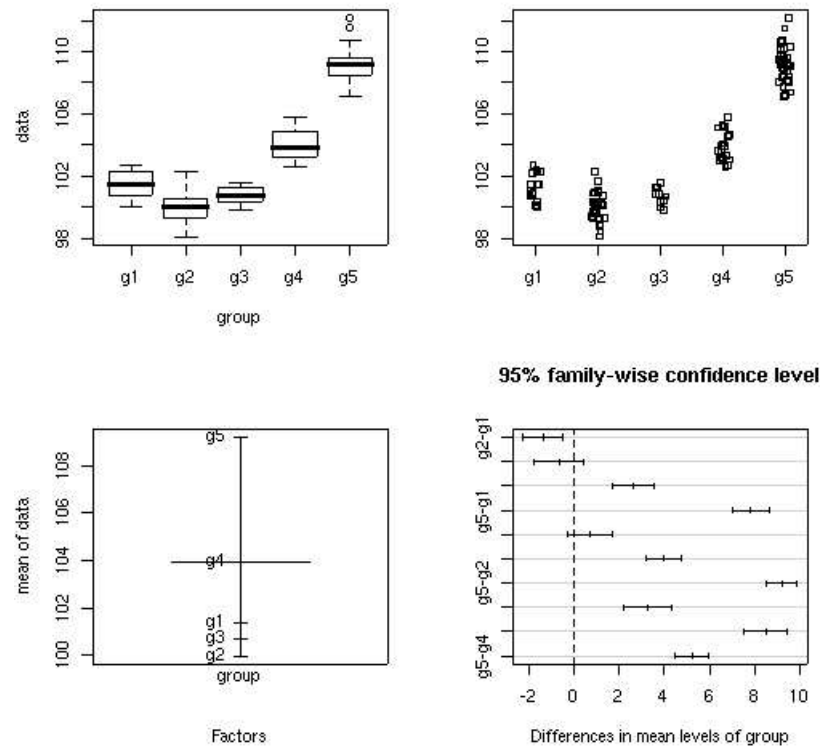 data
110
106
102
98
g1 g2 g3 g4 g5
group
110
106
102
98
g1 g2 g3 g4 g5
mean of data
108
106
104
102
100
g5
g4
g1
g3
g2
group
Factors
95% family-wise confidence level
g2-g1
g5-g1
g5-g2
g5-g4
-2 0 2 4 6 8 10
Differences in mean levels of group